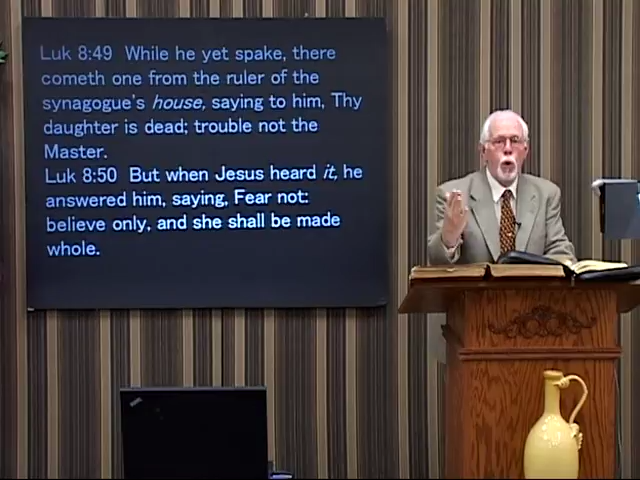 Luk 8:49  While he yet spake, there
cometh one from the ruler of the
synagogue's house, saying to him, Thy
daughter is dead; trouble not the
Master.
Luk 8:50  But when Jesus heard it, he
answered him, saying, Fear not:
believe only, and she shall be made
whole.